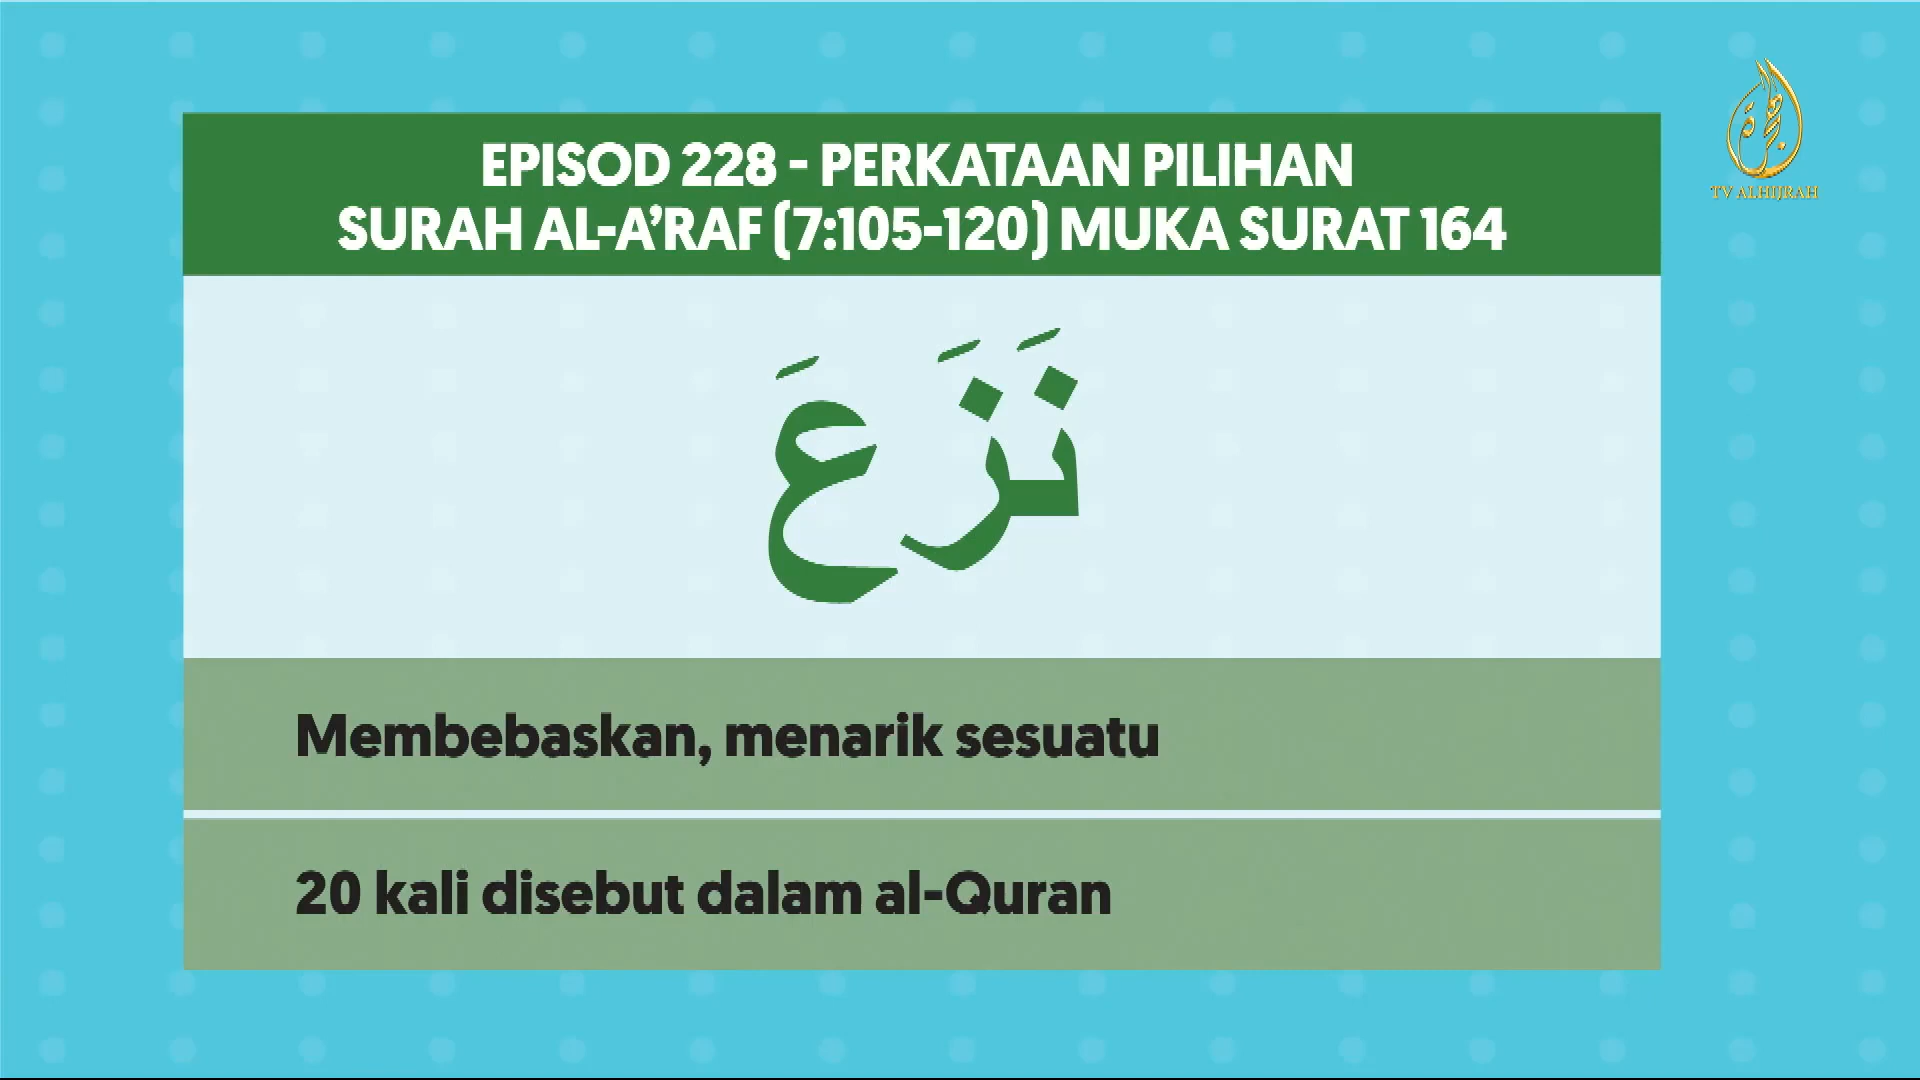 EPISOD 228 - PERKATAAN PILIHAN
SURAH AL-A’RAF (7:105-120) MUKA SURAT 164
نَزَعَ
Membebaskan, menarik sesuatu
20 kali disebut dalam al-Quran
TV ALHIJRAH